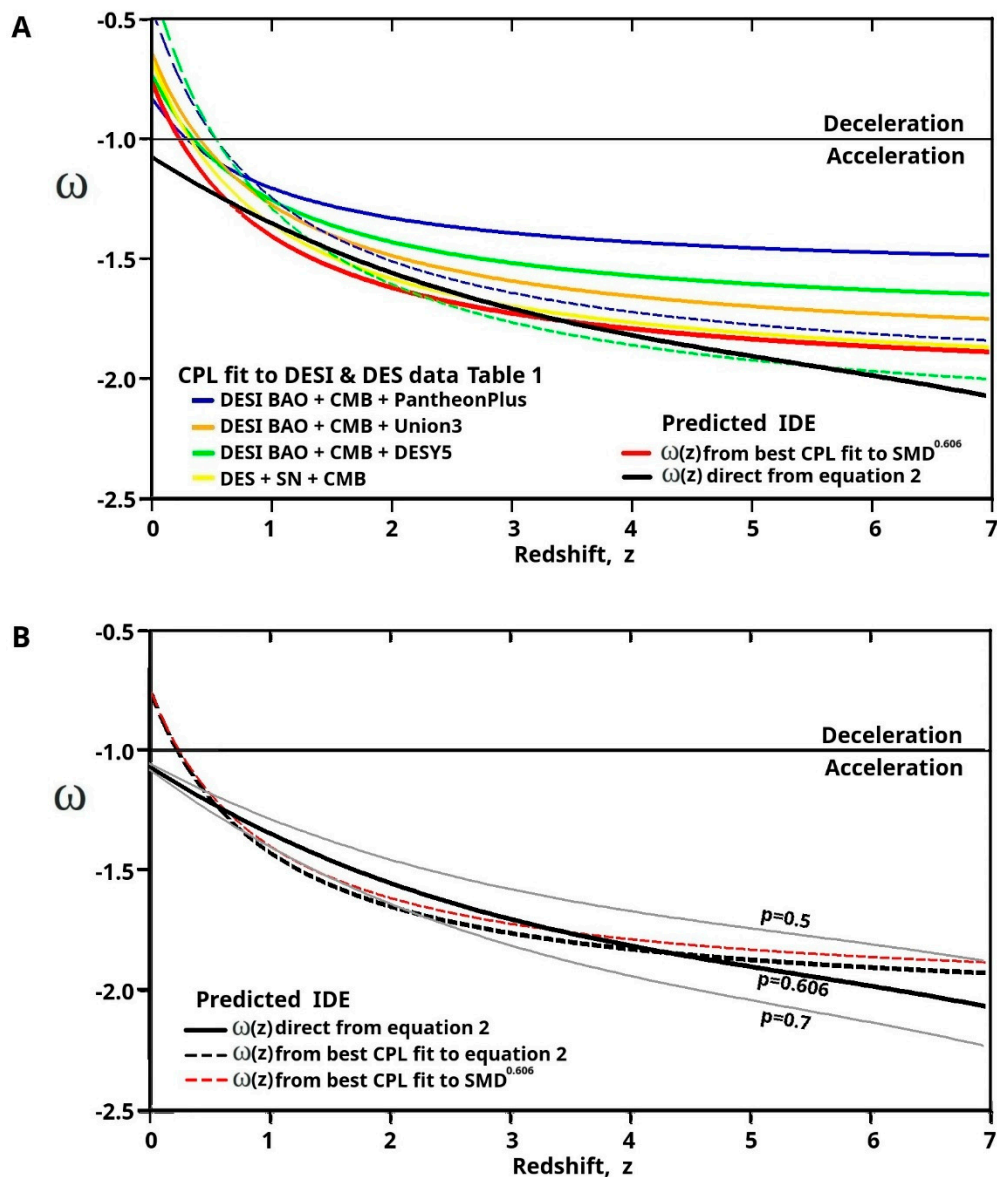 A
-0.5
-1.0
-1.5
-2.0
-2.5
ω
Deceleration
Acceleration
CPL fit to DESI & DES data Table 1
DESI BAO + CMB + PantheonPlus
DESI BAO + CMB + Union3
DESI BAO + CMB + DESY5
DES + SN + CMB
Predicted IDE
ω(z) from best CPL fit to SMD^0.606
ω(z) direct from equation 2
0 1 2 3 4 5 6 7
Redshift, z
B
-0.5
-1.0
-1.5
-2.0
-2.5
ω
Deceleration
Acceleration
p=0.5
p=0.606
p=0.7
Predicted IDE
ω(z) direct from equation 2
ω(z) from best CPL fit to equation 2
ω(z) from best CPL fit to SMD^0.606
0 1 2 3 4 5 6 7
Redshift, z